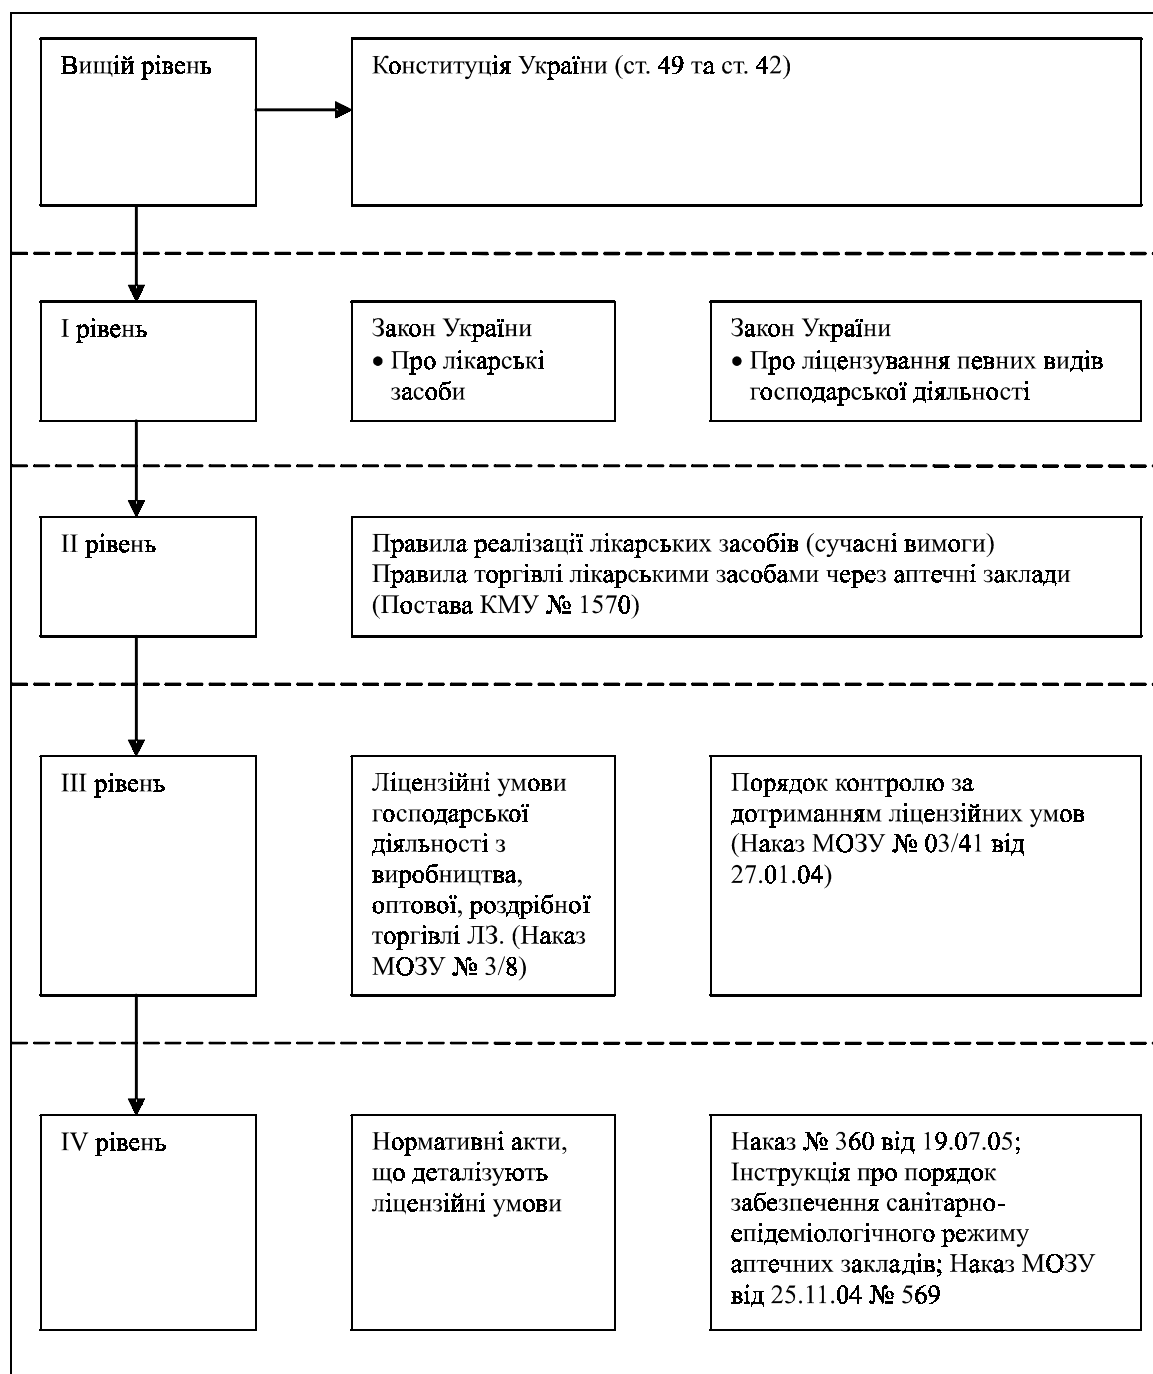 Вищій рівень
Конституція України (ст. 49 та ст. 42)
I рівень
Закон України
• Про лікарські
засоби
Закон України
• Про ліцензування певних видів
господарської діяльності
II рівень
Правила реалізації лікарських засобів (сучасні вимоги)
Правила торгівлі лікарськими засобами через аптечні заклади
(Постава КМУ № 1570)
III рівень
Ліцензійні умови
господарської
діяльності з
виробництва,
оптової, роздрібної
торгівлі ЛЗ. (Наказ
МОЗУ № 3/8)
Порядок контролю за
дотриманням ліцензійних умов
(Наказ МОЗУ № 03/41 від
27.01.04)
IV рівень
Нормативні акти,
що деталізують
ліцензійні умови
Наказ № 360 від 19.07.05;
Інструкція про порядок
забезпечення санітарно-
епідеміологічного режиму
аптечних закладів; Наказ МОЗУ
від 25.11.04 № 569